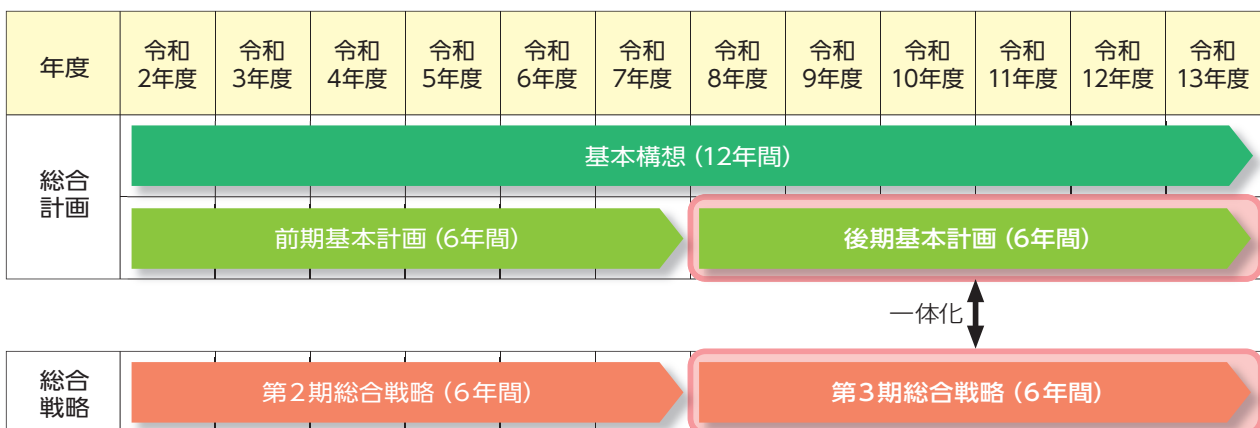 年度
令和
2年度
令和
3年度
令和
4年度
令和
5年度
令和
6年度
令和
7年度
令和
8年度
令和
9年度
令和
10年度
令和
11年度
令和
12年度
令和
13年度
総合
計画
基本構想（12年間）
前期基本計画（6年間）
後期基本計画（6年間）
一体化
総合
戦略
第2期総合戦略（6年間）
第3期総合戦略（6年間）